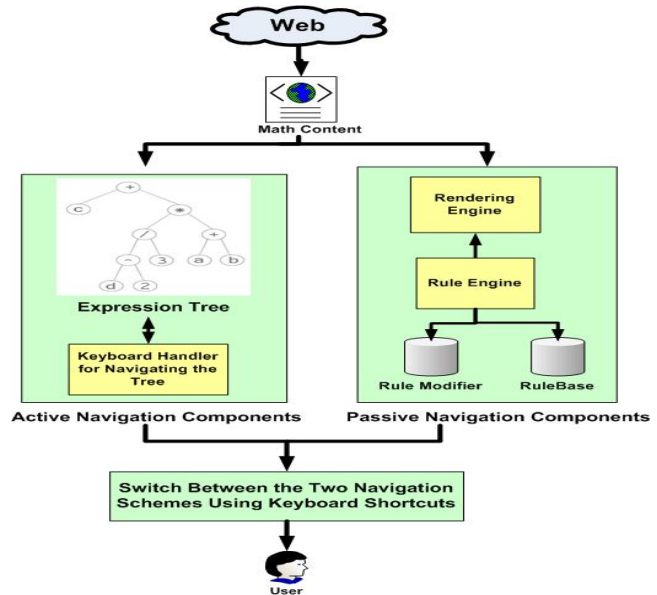 Web
Math Content
+
c
*
/
+
-
3
a
b
d
2
Expression Tree
Keyboard Handler
for Navigating the
Tree
Active Navigation Components
Rendering
Engine
Rule Engine
Rule Modifier
RuleBase
Passive Navigation Components
Switch Between the Two Navigation
Schemes Using Keyboard Shortcuts
User